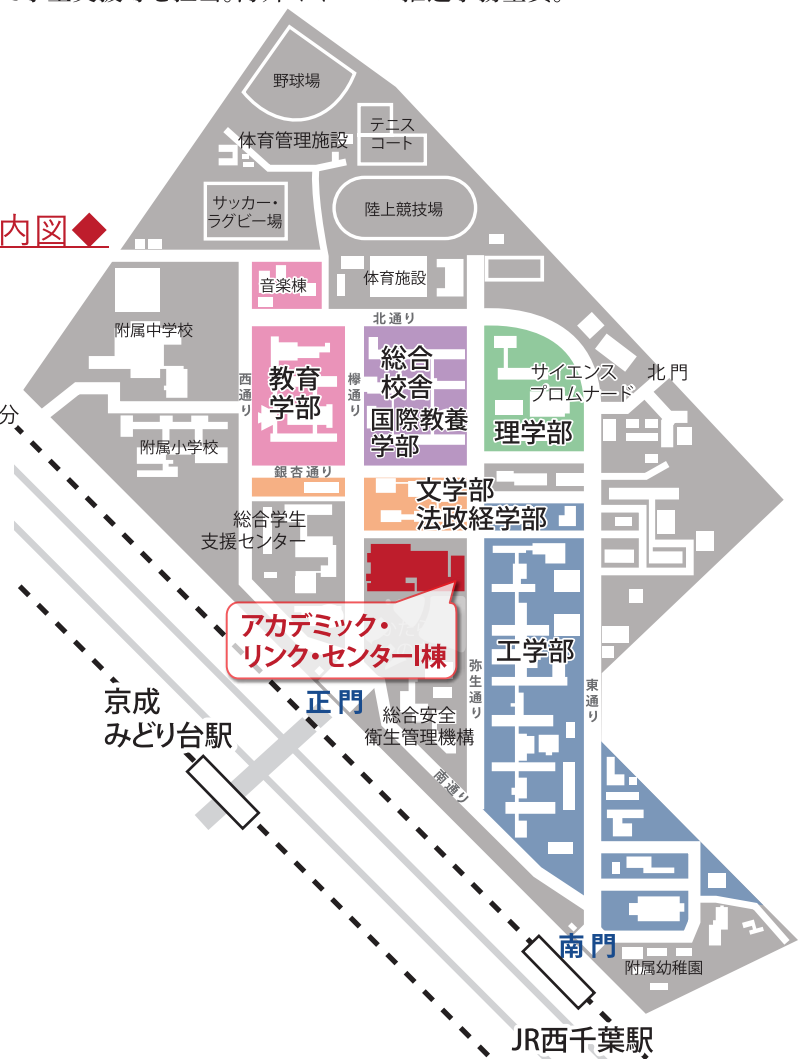 推進事務室員。
野球場
テニス
コート
体育管理施設
サッカー・
ラグビー場
陸上競技場
内図◆
音楽棟
体育施設
北通り
附属中学校
西通り
教育
学部
欅通り
総合
校舎
国際教養
学部
サイエンス
プロムナード
北門
理学部
分
附属小学校
銀杏通り
文学部
法政経学部
総合学生
支援センター
アカデミック・
リンク・センターI棟
工学部
弥生通り
東通り
正門
京成
みどり台駅
総合安全
衛生管理機構
南通り
南門
附属幼稚園
JR西千葉駅